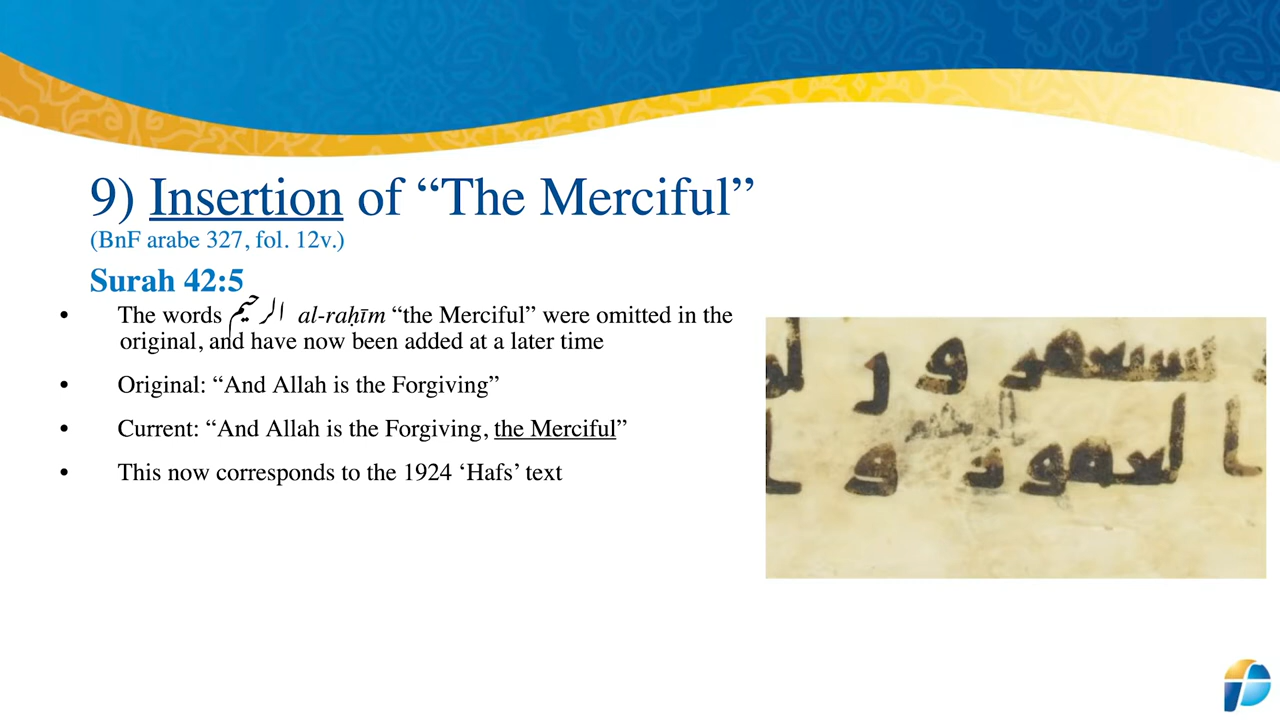 9) Insertion of “The Merciful”
(BnF arabe 327, fol. 12v.)
Surah 42:5
• The words الرحيم al-raḥīm “the Merciful” were omitted in the
original, and have now been added at a later time
• Original: “And Allah is the Forgiving”
• Current: “And Allah is the Forgiving, the Merciful”
• This now corresponds to the 1924 ‘Hafs’ text